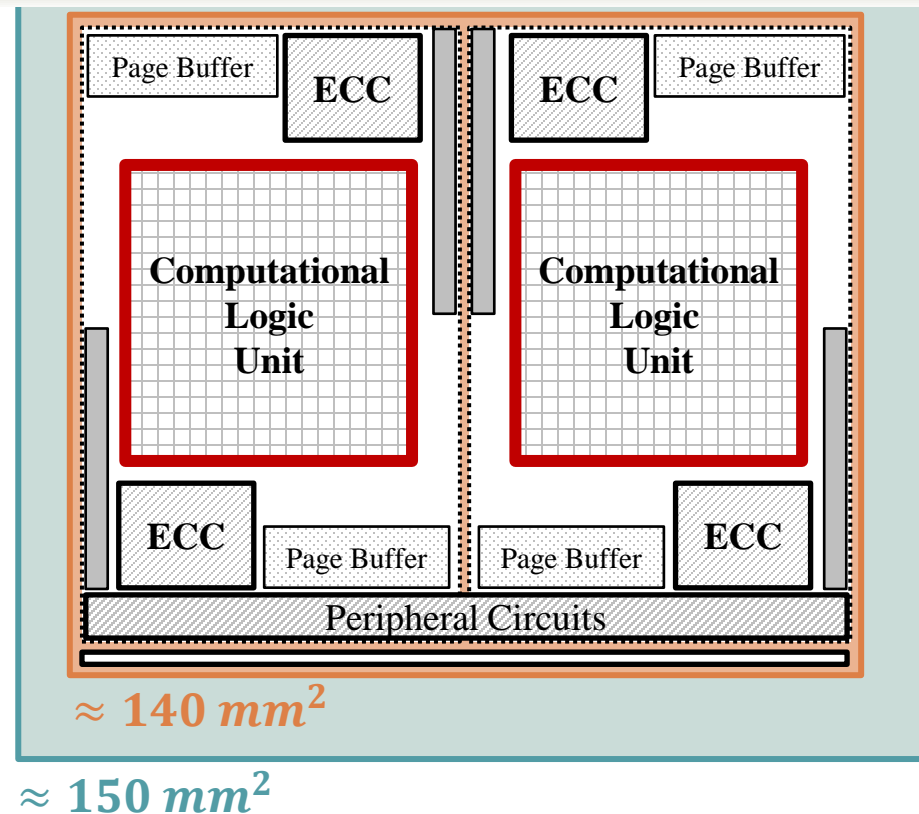 Page Buffer
ECC
ECC
Page Buffer
Computational
Logic
Unit
Computational
Logic
Unit
ECC
Page Buffer
Page Buffer
ECC
Peripheral Circuits
≈ 140 mm²
≈ 150 mm²